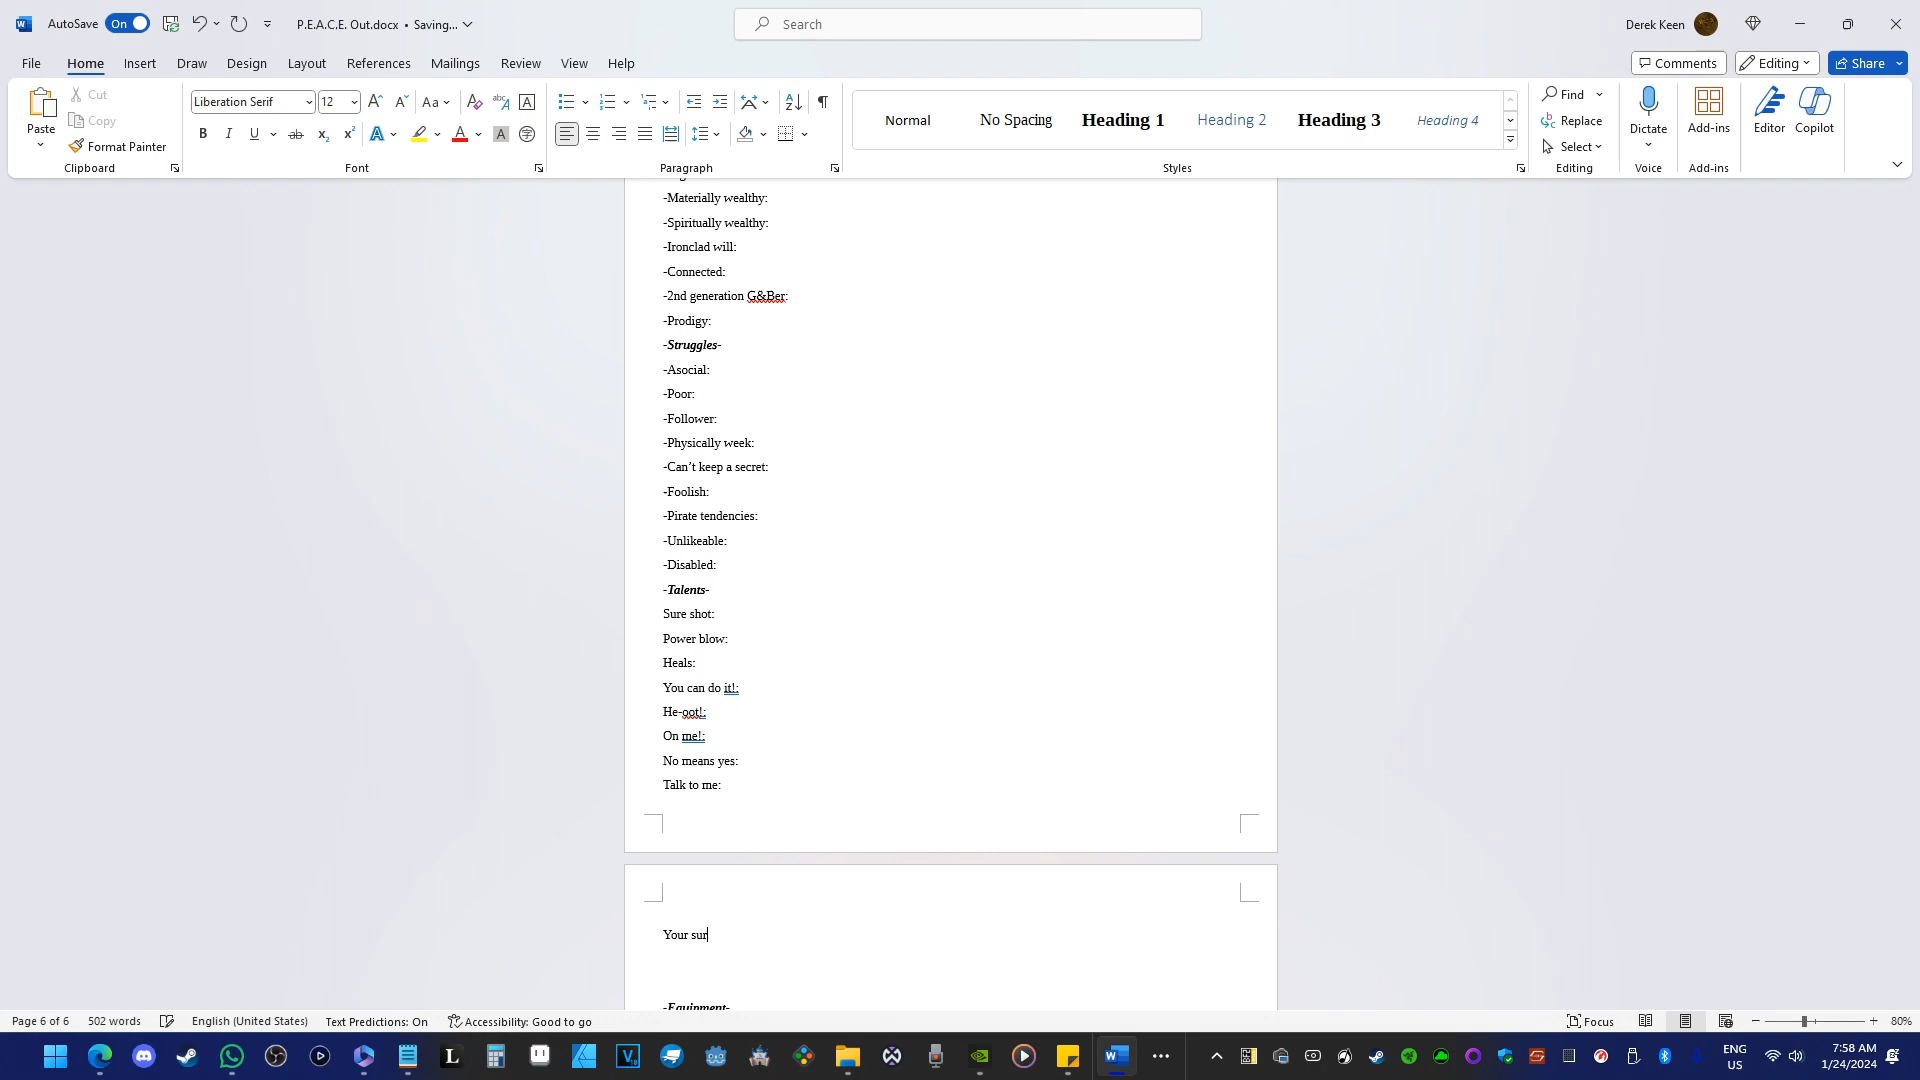 AutoSave On P.E.A.C.E. Out.docx • Saving... Search Derek Keen
File Home Insert Draw Design Layout References Mailings Review View Help Comments Editing Share
Paste Cut Copy Format Painter
Liberation Serif 12 Aa
Normal No Spacing Heading 1 Heading 2 Heading 3 Heading 4
Find Replace Select
Dictate Add-ins Editor Copilot
Clipboard Font Paragraph Styles Editing Voice Add-ins
-Materially wealthy:
-Spiritually wealthy:
-Ironclad will:
-Connected:
-2nd generation G&Ber:
-Prodigy:
-Struggles-
-Asocial:
-Poor:
-Follower:
-Physically week:
-Can’t keep a secret:
-Foolish:
-Pirate tendencies:
-Unlikeable:
-Disabled:
-Talents-
Sure shot:
Power blow:
Heals:
You can do it!:
He-oot!:
On me!:
No means yes:
Talk to me:
Your sur
-Equipment-
Page 6 of 6 502 words English (United States) Text Predictions: On Accessibility: Good to go Focus 80%
ENG 7:58 AM
US 1/24/2024